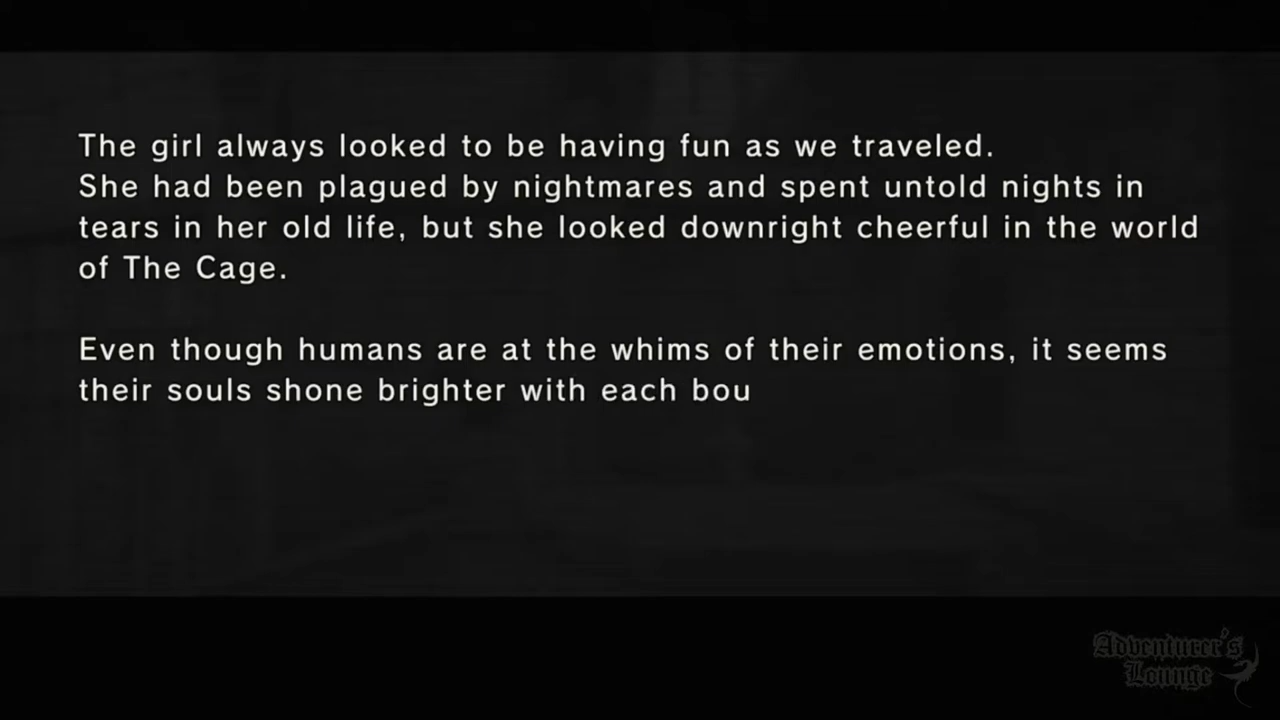 The girl always looked to be having fun as we traveled.
She had been plagued by nightmares and spent untold nights in
tears in her old life, but she looked downright cheerful in the world
of The Cage.
Even though humans are at the whims of their emotions, it seems
their souls shone brighter with each bou
Adventurer's
Lounge